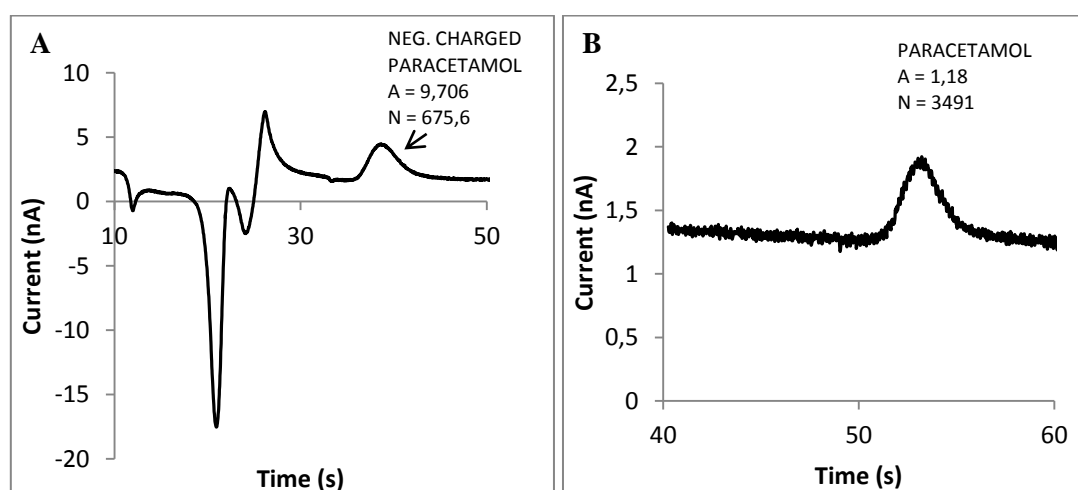 A
NEG. CHARGED
PARACETAMOL
A = 9,706
N = 675,6
10
5
0
-5
-10
-15
-20
10
30
50
Current (nA)
Time (s)
B
PARACETAMOL
A = 1,18
N = 3491
2,5
2
1,5
1
0,5
0
40
50
60
Current (nA)
Time (s)